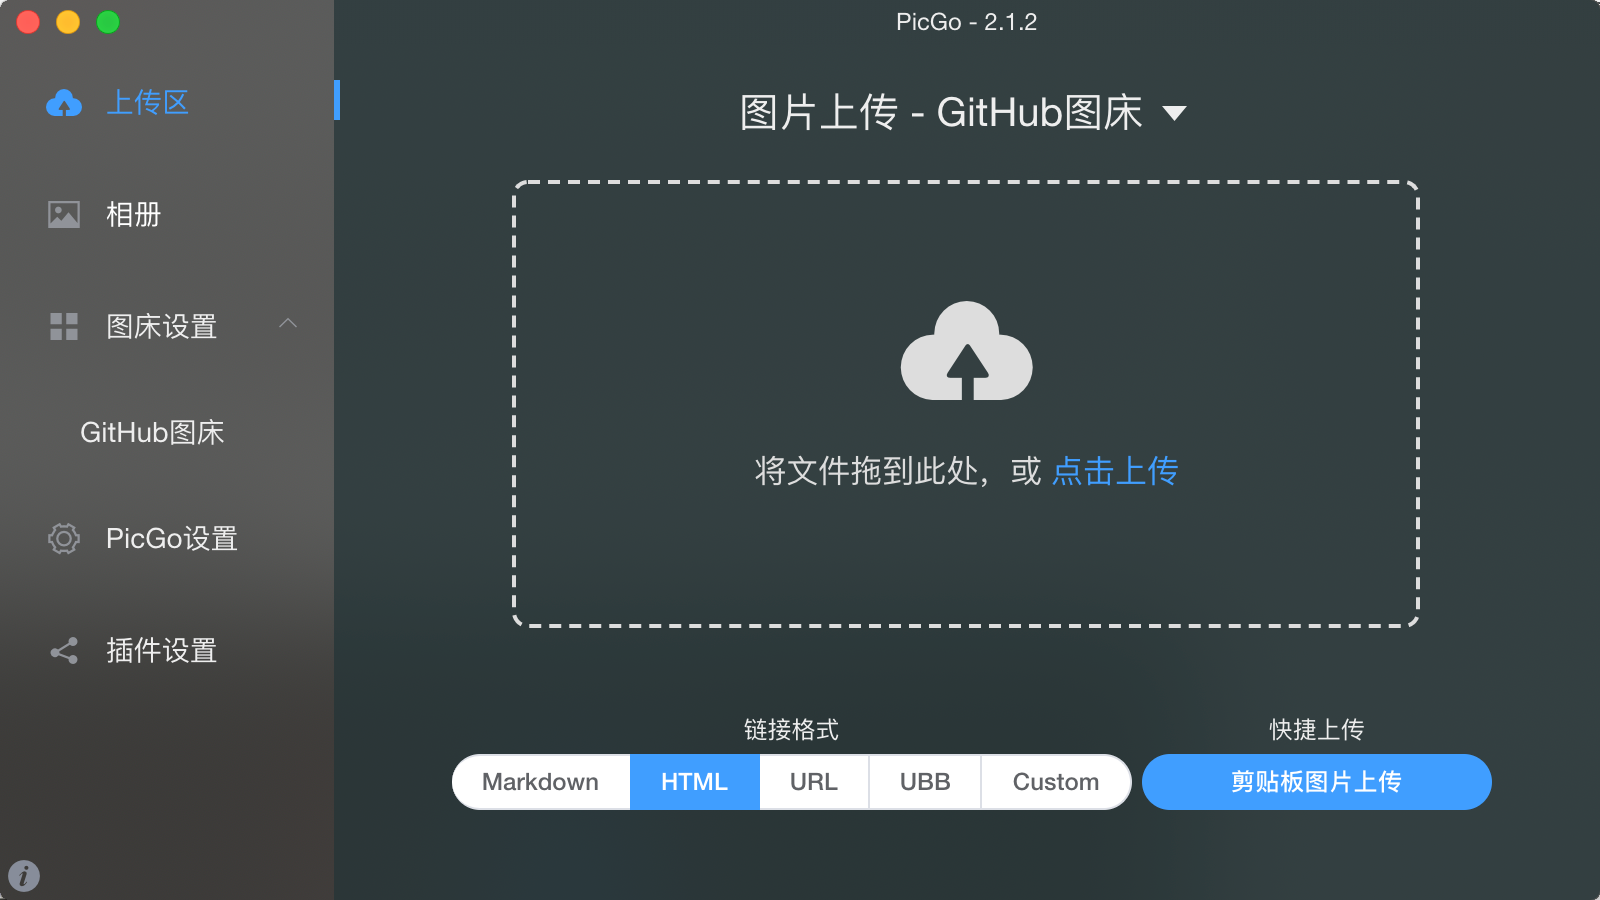 PicGo - 2.1.2
上传区
相册
图床设置
GitHub图床
PicGo设置
插件设置
图片上传 - GitHub图床
将文件拖到此处，或 点击上传
链接格式
Markdown HTML URL UBB Custom
快捷上传
剪贴板图片上传
i